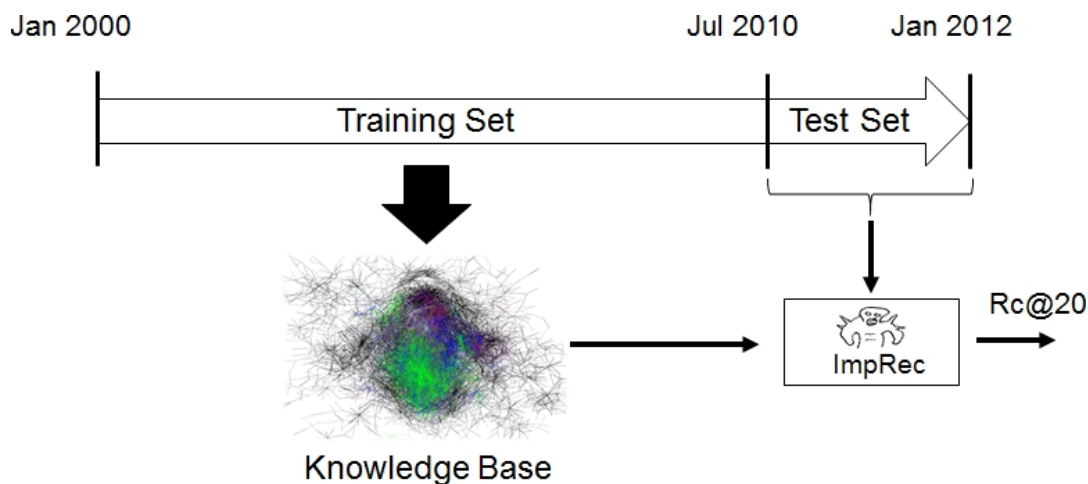 Jan 2000
Jul 2010
Jan 2012
Training Set
Test Set
Rc@20
ImpRec
Knowledge Base